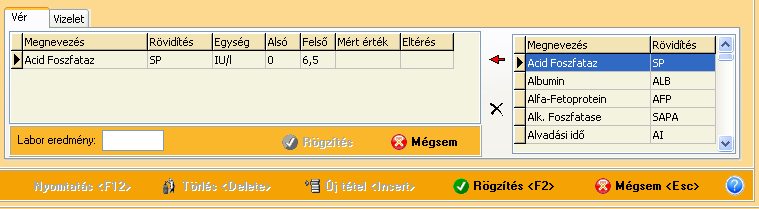 Vér Vizelet
Megnevezés Rövidítés Egység Alsó Felső Mért érték Eltérés
Acid Foszfataz SP IU/l 0 6,5
Megnevezés Rövidítés
Acid Foszfataz SP
Albumin ALB
Alfa-Fetoprotein AFP
Alk. Foszfatase SAPA
Alvadási idő AI
Labor eredmény: Rögzítés Mégsem
Nyomtatás <F12> Törlés <Delete> Új tétel <Insert> Rögzítés <F2> Mégsem <Esc> ?